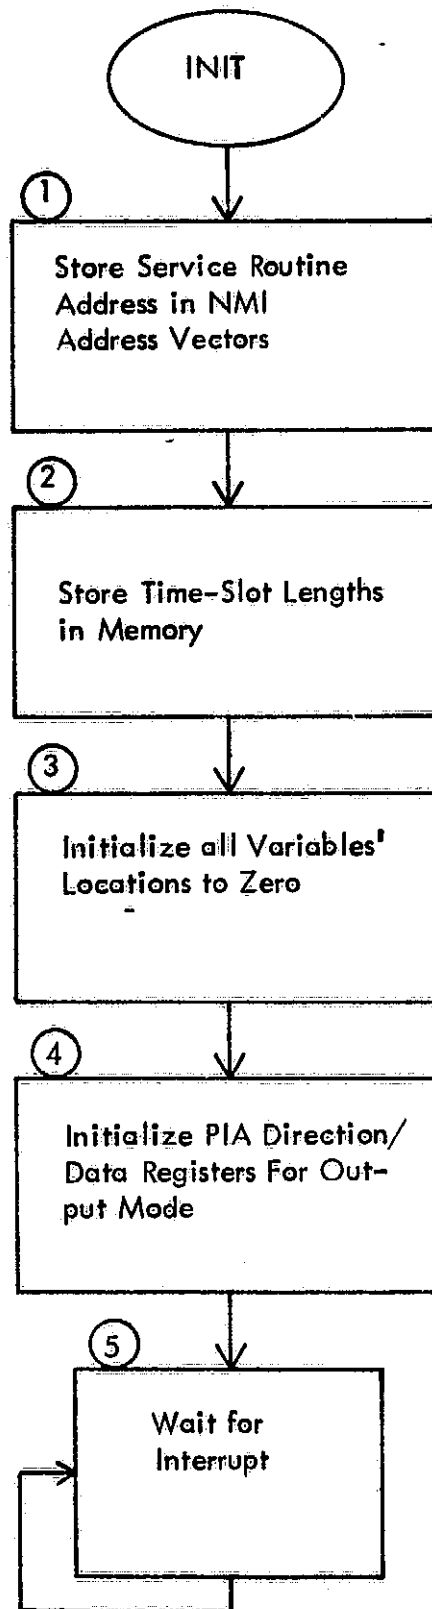 INIT
1
Store Service Routine
Address in NMI
Address Vectors
2
Store Time-Slot Lengths
in Memory
3
Initialize all Variables'
Locations to Zero
4
Initialize PIA Direction/
Data Registers For Out-
put Mode
5
Wait for
Interrupt